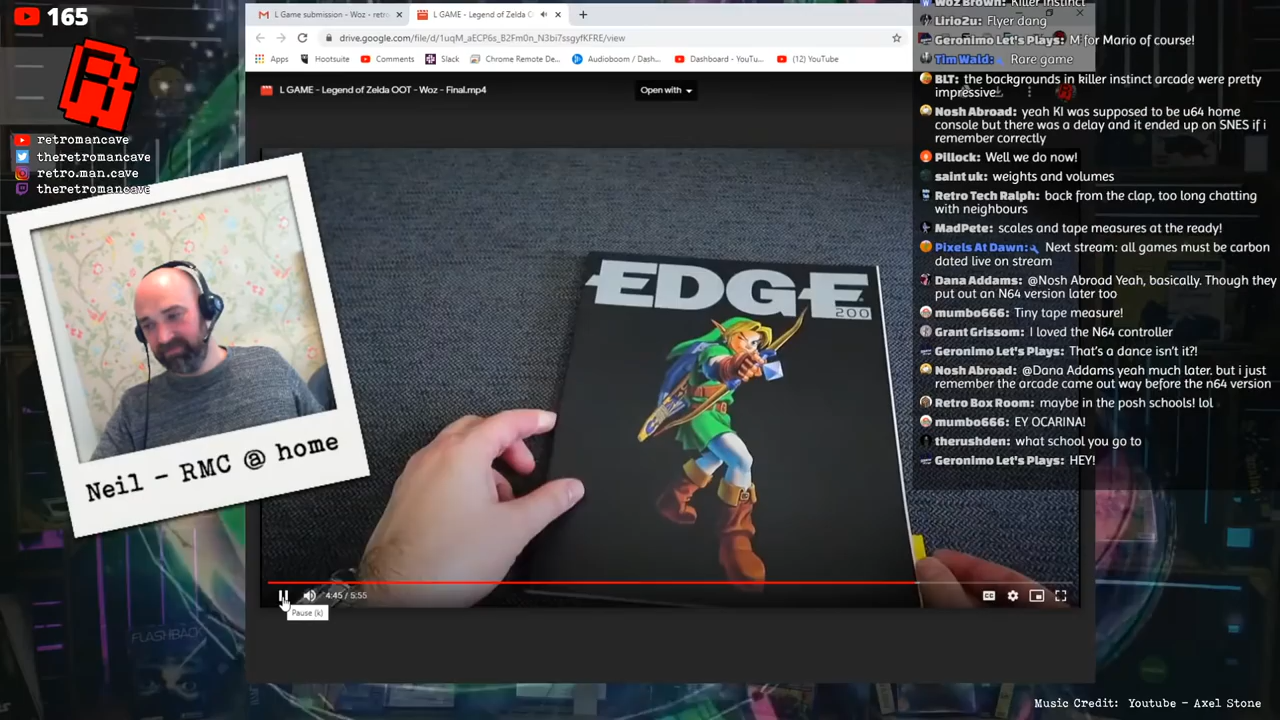 165
retromancave
theretromancave
retro.man.cave
theretromancave
Neil - RMC @ home
L Game submission - Woz - retro
L GAME - Legend of Zelda O
drive.google.com/file/d/1uqM_aECP6s_B2Fm0n_N3bi7ssgyfKFRE/view
Apps
Hootsuite
Comments
Slack
Chrome Remote De...
Audioboom / Dash...
Dashboard - YouTu...
(12) YouTube
L GAME - Legend of Zelda OOT - Woz - Final.mp4
Open with
EDGE
200
4:45 / 5:55
Pause (k)
Woz Brown: Killer Instinct
Lirio2u: Flyer dang
Geronimo Let's Plays: M for Mario of course!
Tim Wald: Rare game
BLT: the backgrounds in killer instinct arcade were pretty
impressive!
Nosh Abroad: yeah KI was supposed to be u64 home
console but there was a delay and it ended up on SNES if i
remember correctly
Pillock: Well we do now!
saint uk: weights and volumes
Retro Tech Ralph: back from the clap, too long chatting
with neighbours
MadPete: scales and tape measures at the ready!
Pixels At Dawn: Next stream: all games must be carbon
dated live on stream
Dana Addams: @Nosh Abroad Yeah, basically. Though they
put out an N64 version later too
mumbo666: Tiny tape measure!
Grant Grissom: I loved the N64 controller
Geronimo Let's Plays: That's a dance isn't it?!
Nosh Abroad: @Dana Addams yeah much later. but i just
remember the arcade came out way before the n64 version
Retro Box Room: maybe in the posh schools! lol
mumbo666: EY OCARINA!
therushden: what school you go to
Geronimo Let's Plays: HEY!
FLASHBACK
Music Credit: Youtube - Axel Stone